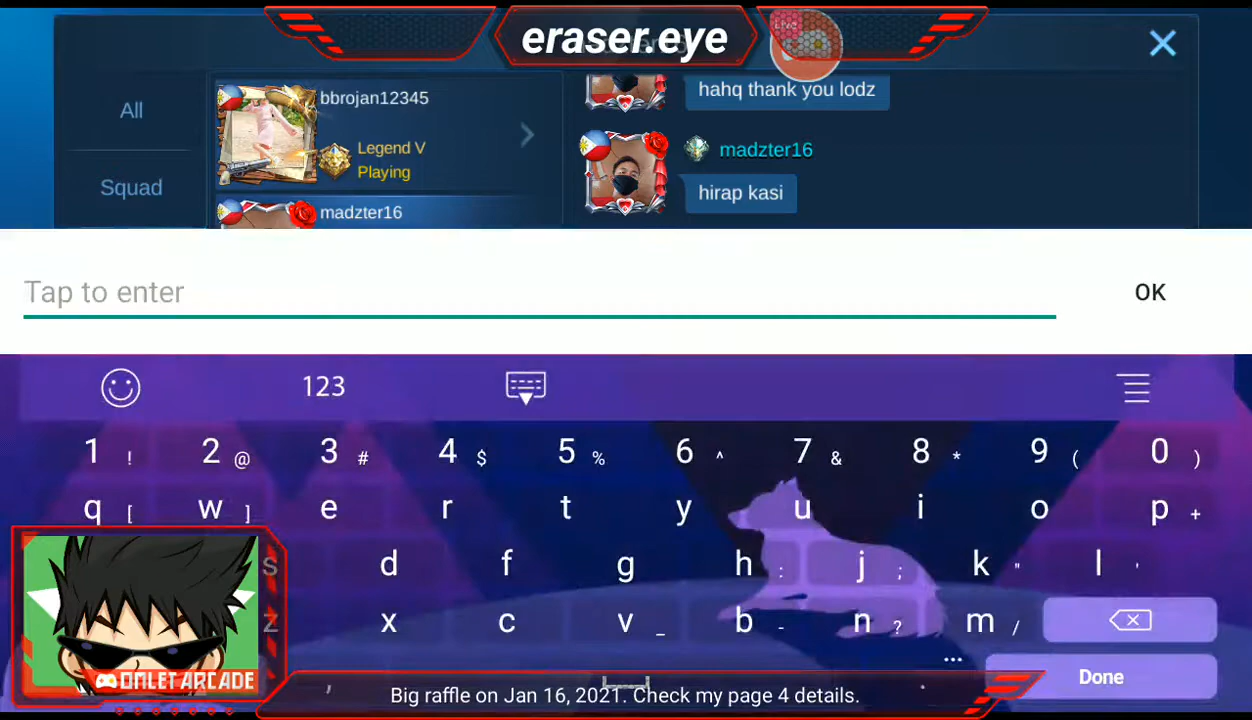 eraser.eye
Live
All
Squad
bbrojan12345
Legend V
Playing
madzter16
hahq thank you lodz
madzter16
hirap kasi
Tap to enter
OK
123
1 ! 2 @ 3 # 4 $ 5 % 6 ^ 7 & 8 * 9 ( 0 )
q [ w ] e r t y u i o p +
s d f g h : j ; k " l '
z x c v _ b - n ? m /
, . ...
Done
OMLET ARCADE
Big raffle on Jan 16, 2021. Check my page 4 details.